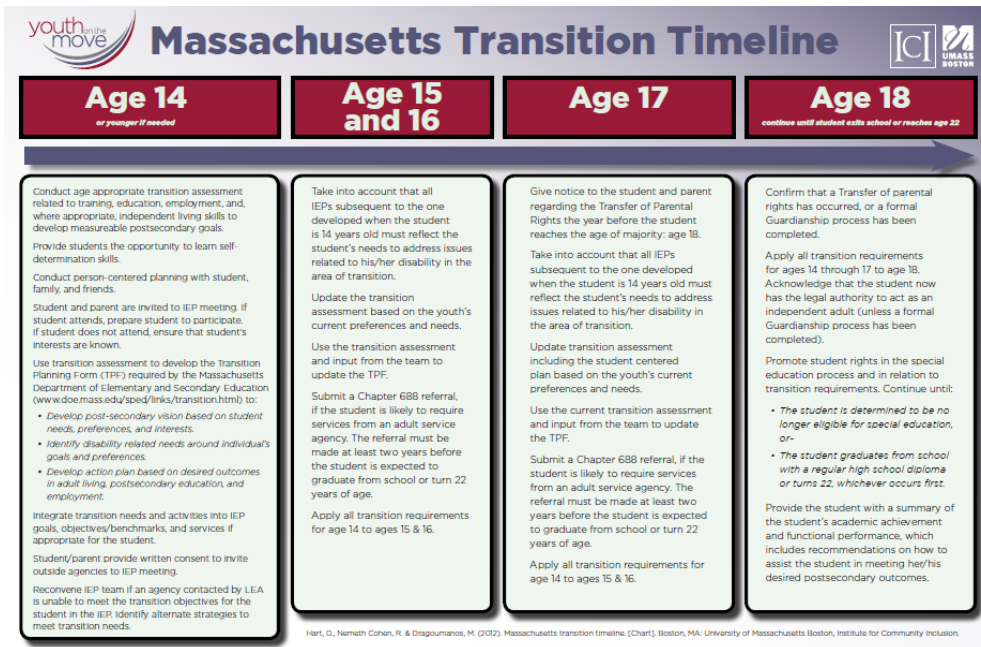 youth on the move
Massachusetts Transition Timeline
ICI
UMASS
BOSTON
Age 14
or younger if needed
Age 15
and 16
Age 17
Age 18
continue until student exits school or reaches age 22
Conduct age appropriate transition assessment
related to training, education, employment, and,
where appropriate, independent living skills to
develop measureable postsecondary goals.
Provide students the opportunity to learn self-
determination skills.
Conduct person-centered planning with student,
family, and friends.
Student and parent are invited to IEP meeting. If
student attends, prepare student to participate.
If student does not attend, ensure that student's
interests are known.
Use transition assessment to develop the Transition
Planning Form (TPF) required by the Massachusetts
Department of Elementary and Secondary Education
(www.doe.mass.edu/sped/links/transition.html) to:
• Develop post-secondary vision based on student
needs, preferences, and interests.
• Identify disability related needs around individual's
goals and preferences.
• Develop action plan based on desired outcomes
in adult living, postsecondary education, and
employment.
Integrate transition needs and activities into IEP
goals, objectives/benchmarks, and services if
appropriate for the student.
Student/parent provide written consent to invite
outside agencies to IEP meeting.
Reconvene IEP team if an agency contacted by LEA
is unable to meet the transition objectives for the
student in the IEP. Identify alternate strategies to
meet transition needs.
Take into account that all
IEPs subsequent to the one
developed when the student
is 14 years old must reflect the
student's needs to address issues
related to his/her disability in the
area of transition.
Update the transition
assessment based on the youth's
current preferences and needs.
Use the transition assessment
and input from the team to
update the TPF.
Submit a Chapter 688 referral,
if the student is likely to require
services from an adult service
agency. The referral must be
made at least two years before
the student is expected to
graduate from school or turn 22
years of age.
Apply all transition requirements
for age 14 to ages 15 & 16.
Give notice to the student and parent
regarding the Transfer of Parental
Rights the year before the student
reaches the age of majority: age 18.
Take into account that all IEPs
subsequent to the one developed
when the student is 14 years old must
reflect the student's needs to address
issues related to his/her disability in
the area of transition.
Update transition assessment
including the student centered
plan based on the youth's current
preferences and needs.
Use the current transition assessment
and input from the team to update
the TPF.
Submit a Chapter 688 referral, if the
student is likely to require services
from an adult service agency. The
referral must be made at least two
years before the student is expected
to graduate from school or turn 22
years of age.
Apply all transition requirements for
age 14 to ages 15 & 16.
Confirm that a Transfer of parental
rights has occurred, or a formal
Guardianship process has been
completed.
Apply all transition requirements
for ages 14 through 17 to age 18.
Acknowledge that the student now
has the legal authority to act as an
independent adult (unless a formal
Guardianship process has been
completed).
Promote student rights in the special
education process and in relation to
transition requirements. Continue until:
• The student is determined to be no
longer eligible for special education,
or-
• The student graduates from school
with a regular high school diploma
or turns 22, whichever occurs first.
Provide the student with a summary of
the student's academic achievement
and functional performance, which
includes recommendations on how to
assist the student in meeting her/his
desired postsecondary outcomes.
Hart, D., Nemeth Cohen, R. & Dragoumanos, M. (2012). Massachusetts transition timeline. [Chart]. Boston, MA: University of Massachusetts Boston, Institute for Community Inclusion.